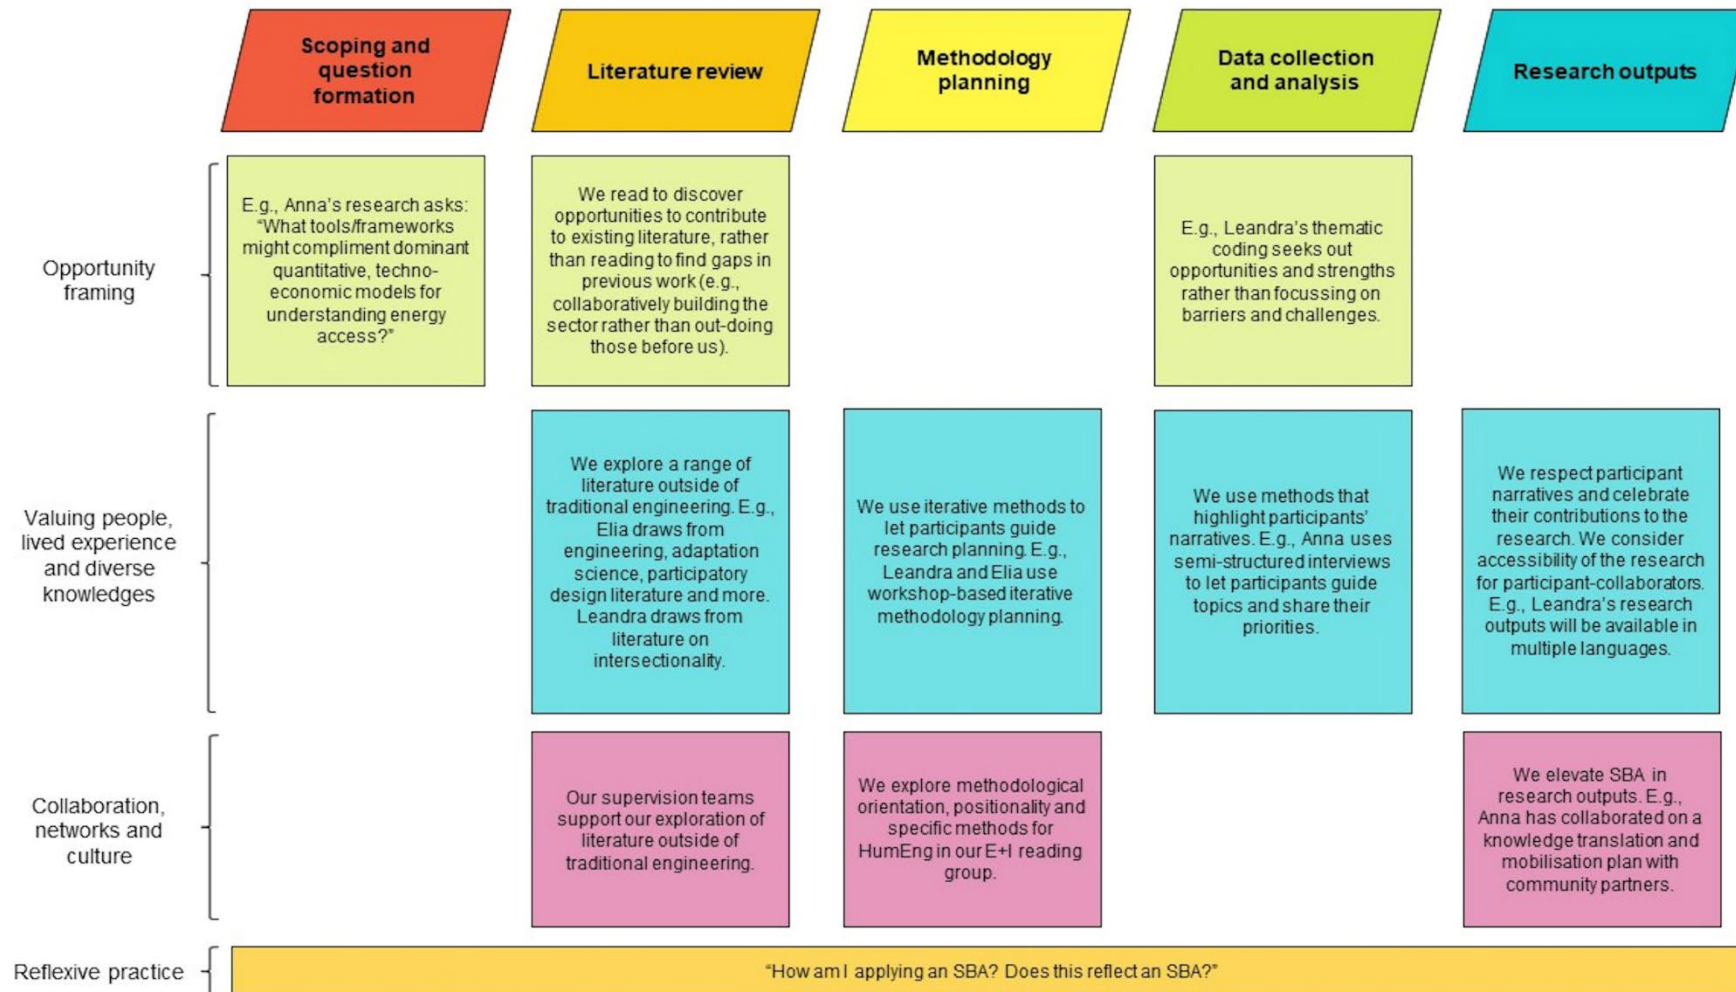 Scoping and
question
formation
Literature review
Methodology
planning
Data collection
and analysis
Research outputs
Opportunity
framing
E.g., Anna's research asks:
“What tools/frameworks
might compliment dominant
quantitative, techno-
economic models for
understanding energy
access?”
We read to discover
opportunities to contribute
to existing literature, rather
than reading to find gaps in
previous work (e.g.,
collaboratively building the
sector rather than out-doing
those before us).
E.g., Leandra's thematic
coding seeks out
opportunities and strengths
rather than focussing on
barriers and challenges.
Valuing people,
lived experience
and diverse
knowledges
We explore a range of
literature outside of
traditional engineering. E.g.,
Elia draws from
engineering, adaptation
science, participatory
design literature and more.
Leandra draws from
literature on
intersectionality.
We use iterative methods to
let participants guide
research planning. E.g.,
Leandra and Elia use
workshop-based iterative
methodology planning.
We use methods that
highlight participants'
narratives. E.g., Anna uses
semi-structured interviews
to let participants guide
topics and share their
priorities.
We respect participant
narratives and celebrate
their contributions to the
research. We consider
accessibility of the research
for participant-collaborators.
E.g., Leandra's research
outputs will be available in
multiple languages.
Collaboration,
networks and
culture
Our supervision teams
support our exploration of
literature outside of
traditional engineering.
We explore methodological
orientation, positionality and
specific methods for
HumEng in our E+I reading
group.
We elevate SBA in
research outputs. E.g.,
Anna has collaborated on a
knowledge translation and
mobilisation plan with
community partners.
Reflexive practice
“How am I applying an SBA? Does this reflect an SBA?”